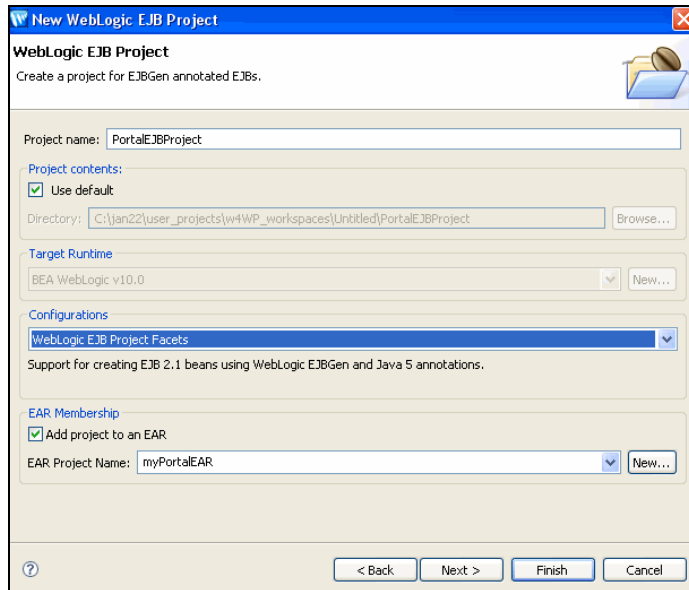 New WebLogic EJB Project
WebLogic EJB Project
Create a project for EJBGen annotated EJBs.
Project name: PortalEJBProject
Project contents:
Use default
Directory: C:\jan22\user_projects\w4WP_workspaces\Untitled\PortalEJBProject Browse...
Target Runtime
BEA WebLogic v10.0 New...
Configurations
WebLogic EJB Project Facets
Support for creating EJB 2.1 beans using WebLogic EJBGen and Java 5 annotations.
EAR Membership
Add project to an EAR
EAR Project Name: myPortalEAR New...
? < Back Next > Finish Cancel